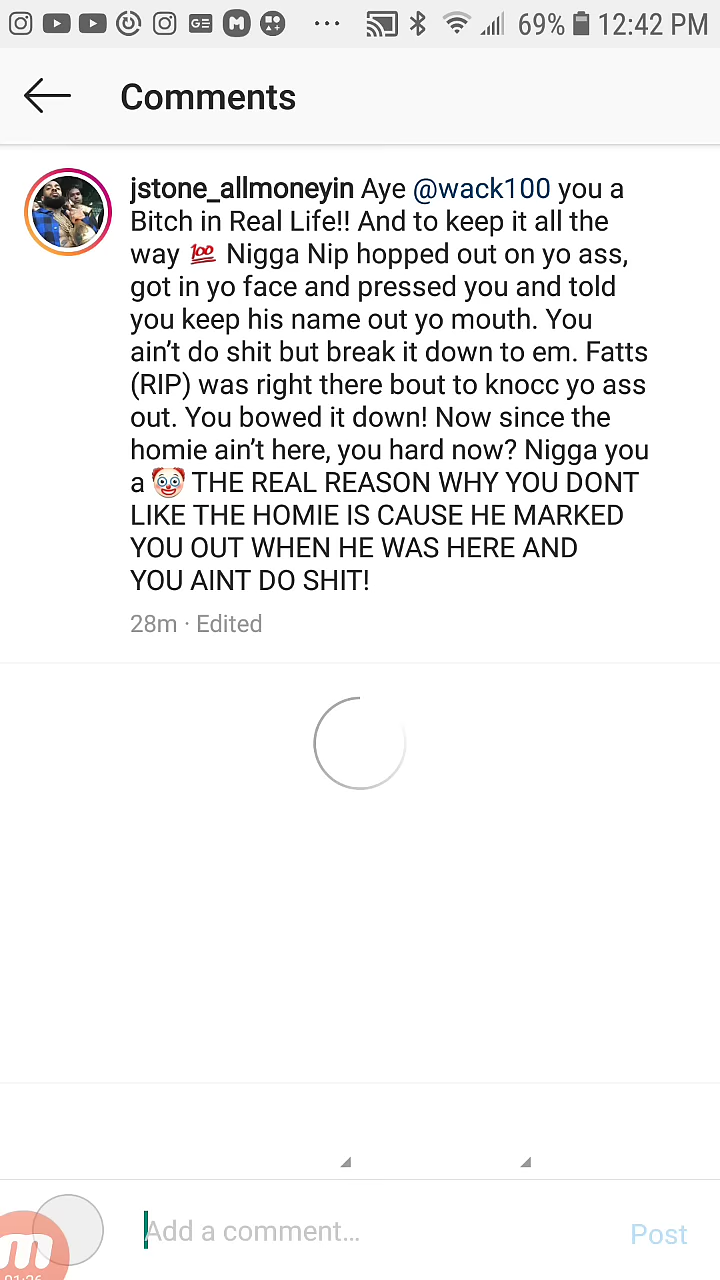 69% 12:42 PM
Comments
jstone_allmoneyin Aye @wack100 you a
Bitch in Real Life!! And to keep it all the
way 💯 Nigga Nip hopped out on yo ass,
got in yo face and pressed you and told
you keep his name out yo mouth. You
ain't do shit but break it down to em. Fatts
(RIP) was right there bout to knocc yo ass
out. You bowed it down! Now since the
homie ain't here, you hard now? Nigga you
a 🤡 THE REAL REASON WHY YOU DONT
LIKE THE HOMIE IS CAUSE HE MARKED
YOU OUT WHEN HE WAS HERE AND
YOU AINT DO SHIT!
28m · Edited
Add a comment...
Post
01:26